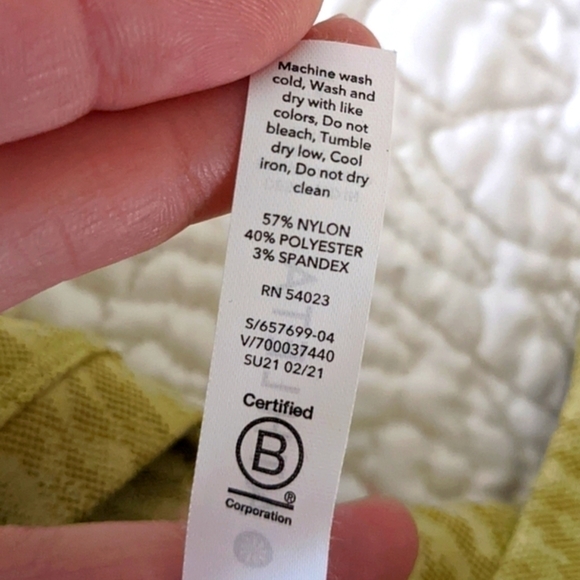 Machine wash
cold, Wash and
dry with like
colors, Do not
bleach, Tumble
dry low, Cool
iron, Do not dry
clean
57% NYLON
40% POLYESTER
3% SPANDEX
RN 54023
S/657699-04
V/700037440
SU21 02/21
Certified
B
®
Corporation